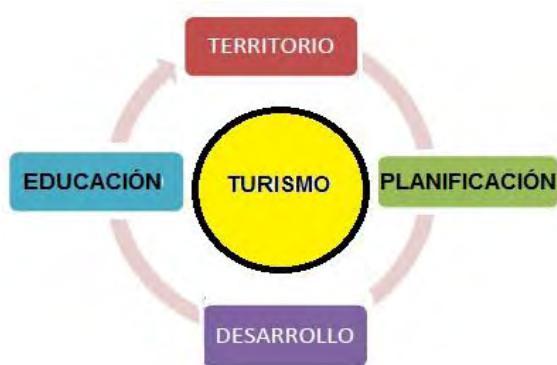 TERRITORIO
EDUCACIÓN
TURISMO
PLANIFICACIÓN
DESARROLLO